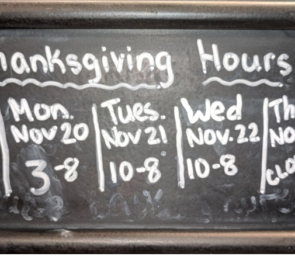 anksgiving Hours
Mon. Tues. Wed Th
Nov 20 Nov 21 Nov. 22 No
3-8 10-8 10-8 CLO